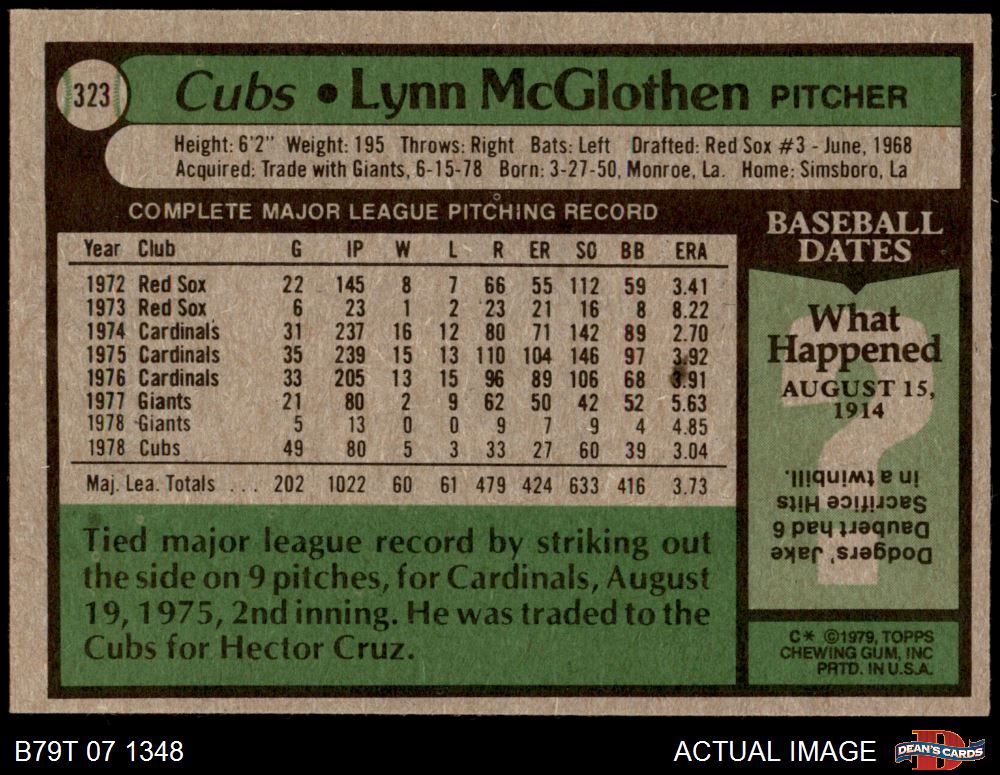 323
Cubs • Lynn McGlothen PITCHER
Height: 6'2" Weight: 195 Throws: Right Bats: Left Drafted: Red Sox #3 - June, 1968
Acquired: Trade with Giants, 6-15-78 Born: 3-27-50, Monroe, La. Home: Simsboro, La
COMPLETE MAJOR LEAGUE PITCHING RECORD
Year Club G IP W L R ER SO BB ERA
1972 Red Sox 22 145 8 7 66 55 112 59 3.41
1973 Red Sox 6 23 1 2 23 21 16 8 8.22
1974 Cardinals 31 237 16 12 80 71 142 89 2.70
1975 Cardinals 35 239 15 13 110 104 146 97 3.92
1976 Cardinals 33 205 13 15 96 89 106 68 3.91
1977 Giants 21 80 2 9 62 50 42 52 5.63
1978 Giants 5 13 0 0 9 7 9 4 4.85
1978 Cubs 49 80 5 3 33 27 60 39 3.04
Maj. Lea. Totals ... 202 1022 60 61 479 424 633 416 3.73
Tied major league record by striking out
the side on 9 pitches, for Cardinals, August
19, 1975, 2nd inning. He was traded to the
Cubs for Hector Cruz.
BASEBALL
DATES
What
Happened
AUGUST 15,
1914
Dodgers' Jake
Daubert had 6
Sacrifice Hits
in a twinbill.
C* ©1979, TOPPS
CHEWING GUM, INC
PRTD. IN U.S.A.
B79T 07 1348
ACTUAL IMAGE
DEAN'S CARDS